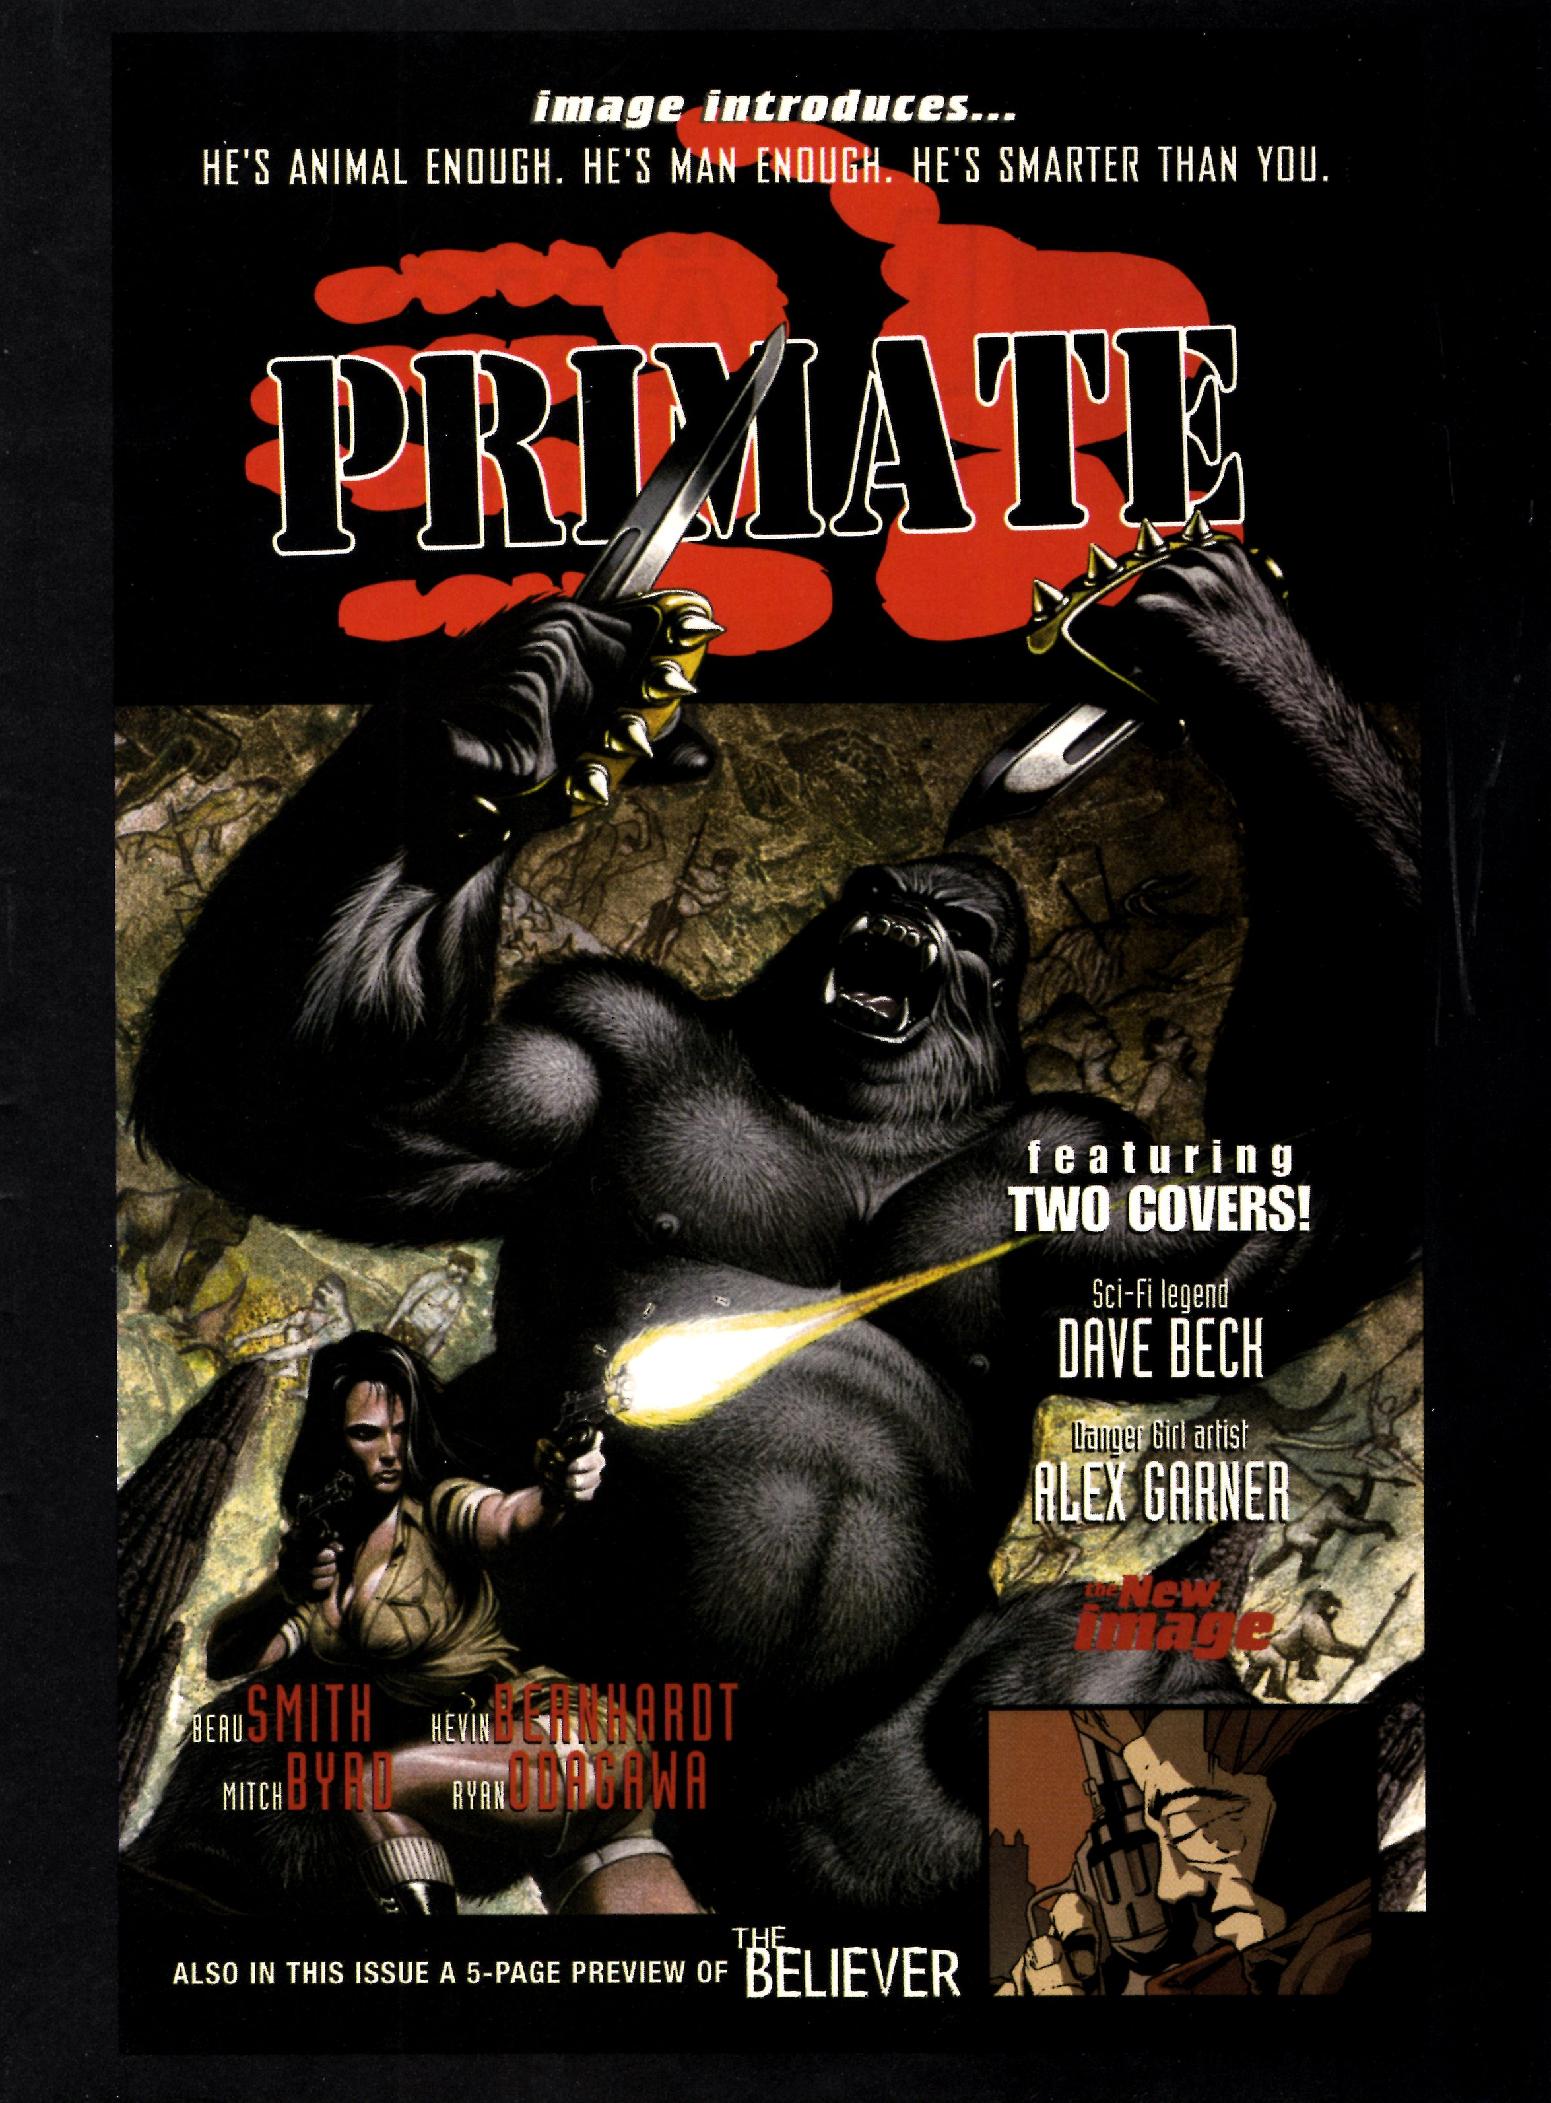 image introduces...
HE'S ANIMAL ENOUGH. HE'S MAN ENOUGH. HE'S SMARTER THAN YOU.
PRIMATE
featuring
TWO COVERS!
Sci-Fi legend
DAVE BECK
Danger Girl artist
ALEX GARNER
the New
image
BEAU SMITH KEVIN BERNHARDT
MITCH BYRD RYAN ODAGAWA
ALSO IN THIS ISSUE A 5-PAGE PREVIEW OF THE BELIEVER